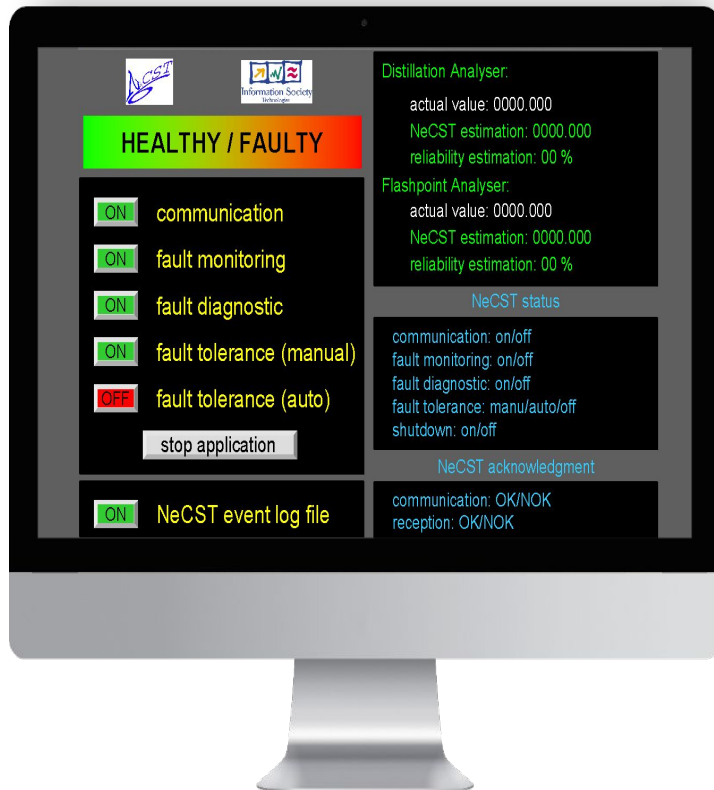 NeCST
Information Society
Technologies
HEALTHY / FAULTY
ON communication
ON fault monitoring
ON fault diagnostic
ON fault tolerance (manual)
OFF fault tolerance (auto)
stop application
ON NeCST event log file
Distillation Analyser:
actual value: 0000.000
NeCST estimation: 0000.000
reliability estimation: 00 %
Flashpoint Analyser:
actual value: 0000.000
NeCST estimation: 0000.000
reliability estimation: 00 %
NeCST status
communication: on/off
fault monitoring: on/off
fault diagnostic: on/off
fault tolerance: manu/auto/off
shutdown: on/off
NeCST acknowledgment
communication: OK/NOK
reception: OK/NOK